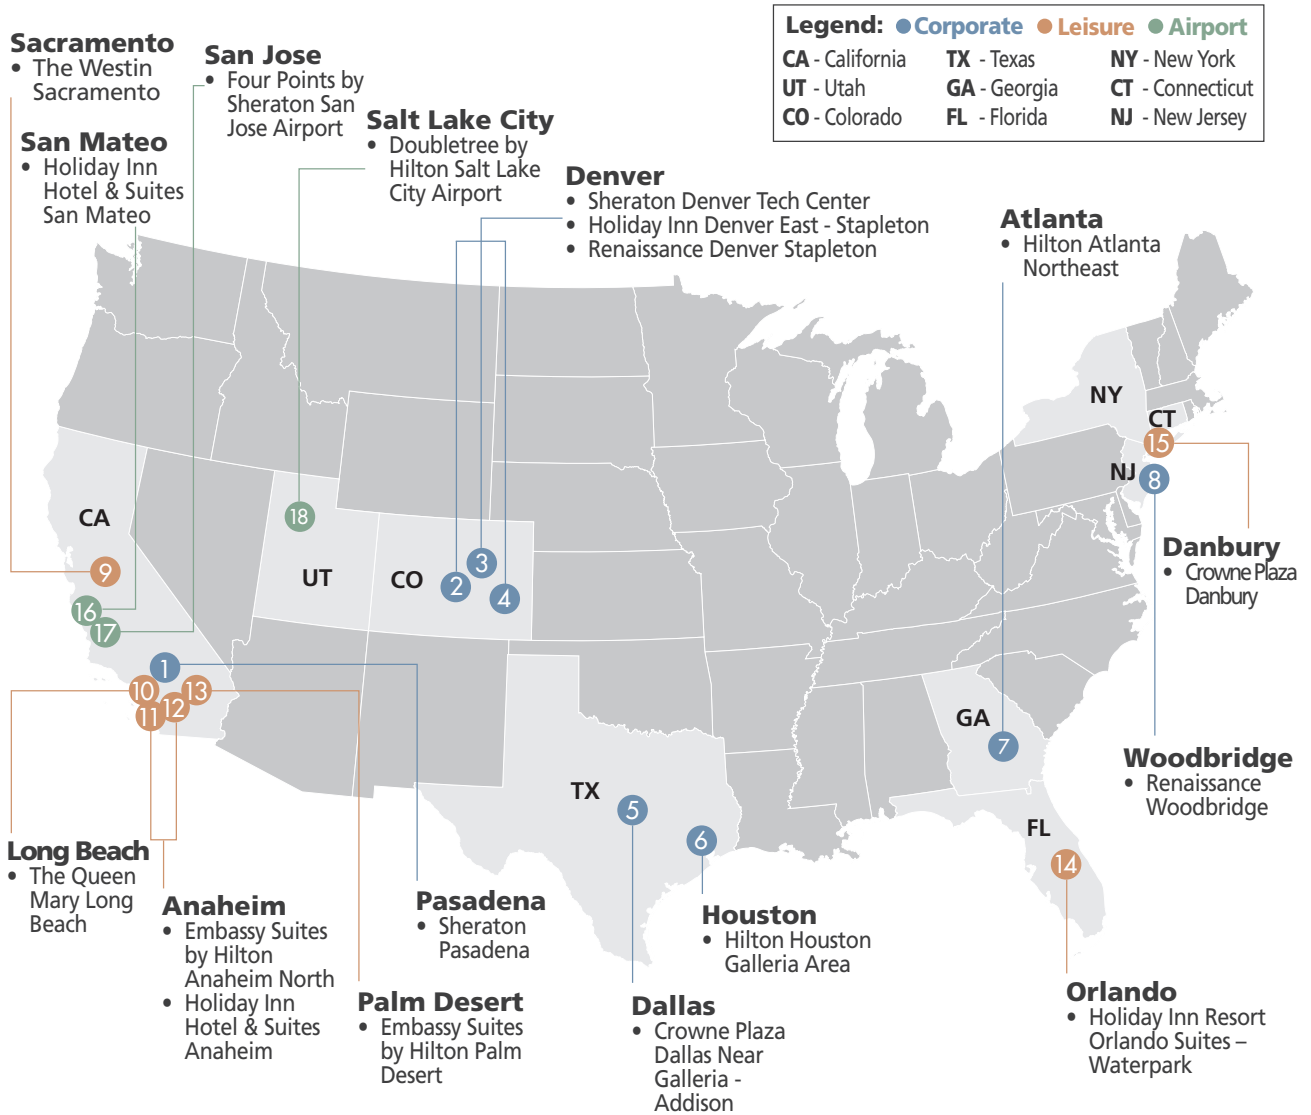 Legend: Corporate Leisure Airport
CA - California TX - Texas NY - New York
UT - Utah GA - Georgia CT - Connecticut
CO - Colorado FL - Florida NJ - New Jersey
Sacramento
• The Westin
Sacramento
San Jose
• Four Points by
Sheraton San
Jose Airport
San Mateo
• Holiday Inn
Hotel & Suites
San Mateo
Salt Lake City
• Doubletree by
Hilton Salt Lake
City Airport
Denver
• Sheraton Denver Tech Center
• Holiday Inn Denver East - Stapleton
• Renaissance Denver Stapleton
Atlanta
• Hilton Atlanta
Northeast
NY
CT
15
NJ
8
CA
18
UT
CO
3
2
4
9
16
17
1
10
13
12
11
GA
7
TX
5
6
FL
14
Danbury
• Crowne Plaza
Danbury
Woodbridge
• Renaissance
Woodbridge
Long Beach
• The Queen
Mary Long
Beach
Anaheim
• Embassy Suites
by Hilton
Anaheim North
• Holiday Inn
Hotel & Suites
Anaheim
Pasadena
• Sheraton
Pasadena
Palm Desert
• Embassy Suites
by Hilton Palm
Desert
Houston
• Hilton Houston
Galleria Area
Dallas
• Crowne Plaza
Dallas Near
Galleria -
Addison
Orlando
• Holiday Inn Resort
Orlando Suites –
Waterpark